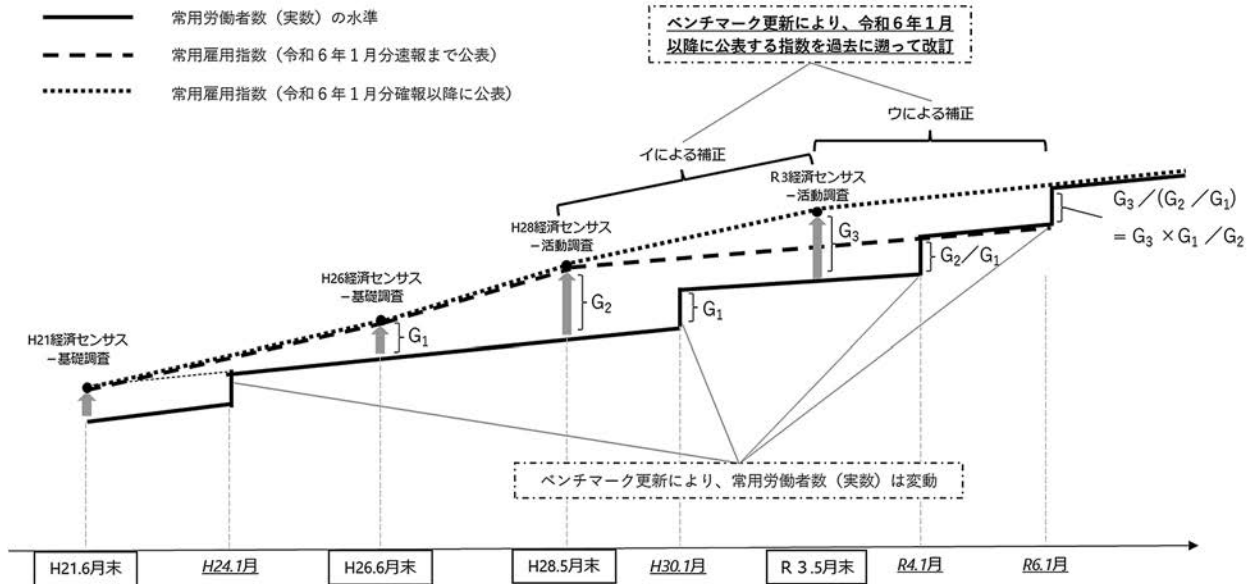 常用労働者数（実数）の水準
常用雇用指数（令和６年１月分速報まで公表）
常用雇用指数（令和６年１月分確報以降に公表）
ベンチマーク更新により、令和６年１月
以降に公表する指数を過去に遡って改訂
ウによる補正
イによる補正
R3経済センサス
－活動調査
H28経済センサス
－活動調査
H26経済センサス
－基礎調査
H21経済センサス
－基礎調査
G1
G2
G1
G3
G2／G1
G3／(G2／G1)
＝G3×G1／G2
ベンチマーク更新により、常用労働者数（実数）は変動
H21.6月末
H24.1月
H26.6月末
H28.5月末
H30.1月
R 3.5月末
R4.1月
R6.1月